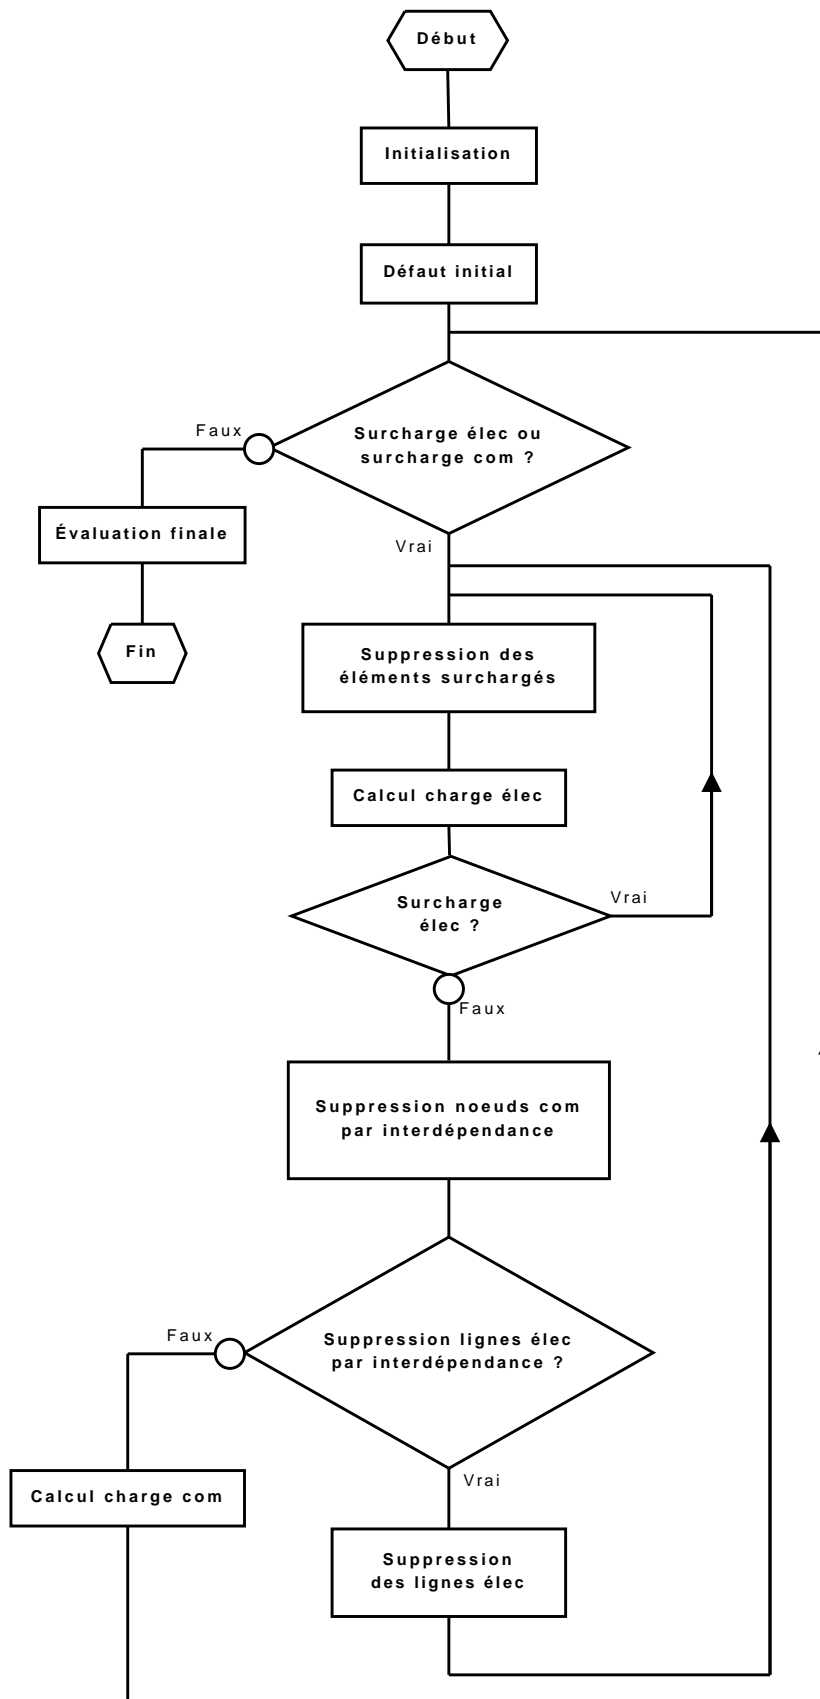 Début
Initialisation
Défaut initial
Surcharge élec ou
surcharge com ?
Faux
Vrai
Évaluation finale
Fin
Suppression des
éléments surchargés
Calcul charge élec
Surcharge
élec ?
Vrai
Faux
Suppression noeuds com
par interdépendance
Suppression lignes élec
par interdépendance ?
Faux
Vrai
Calcul charge com
Suppression
des lignes élec